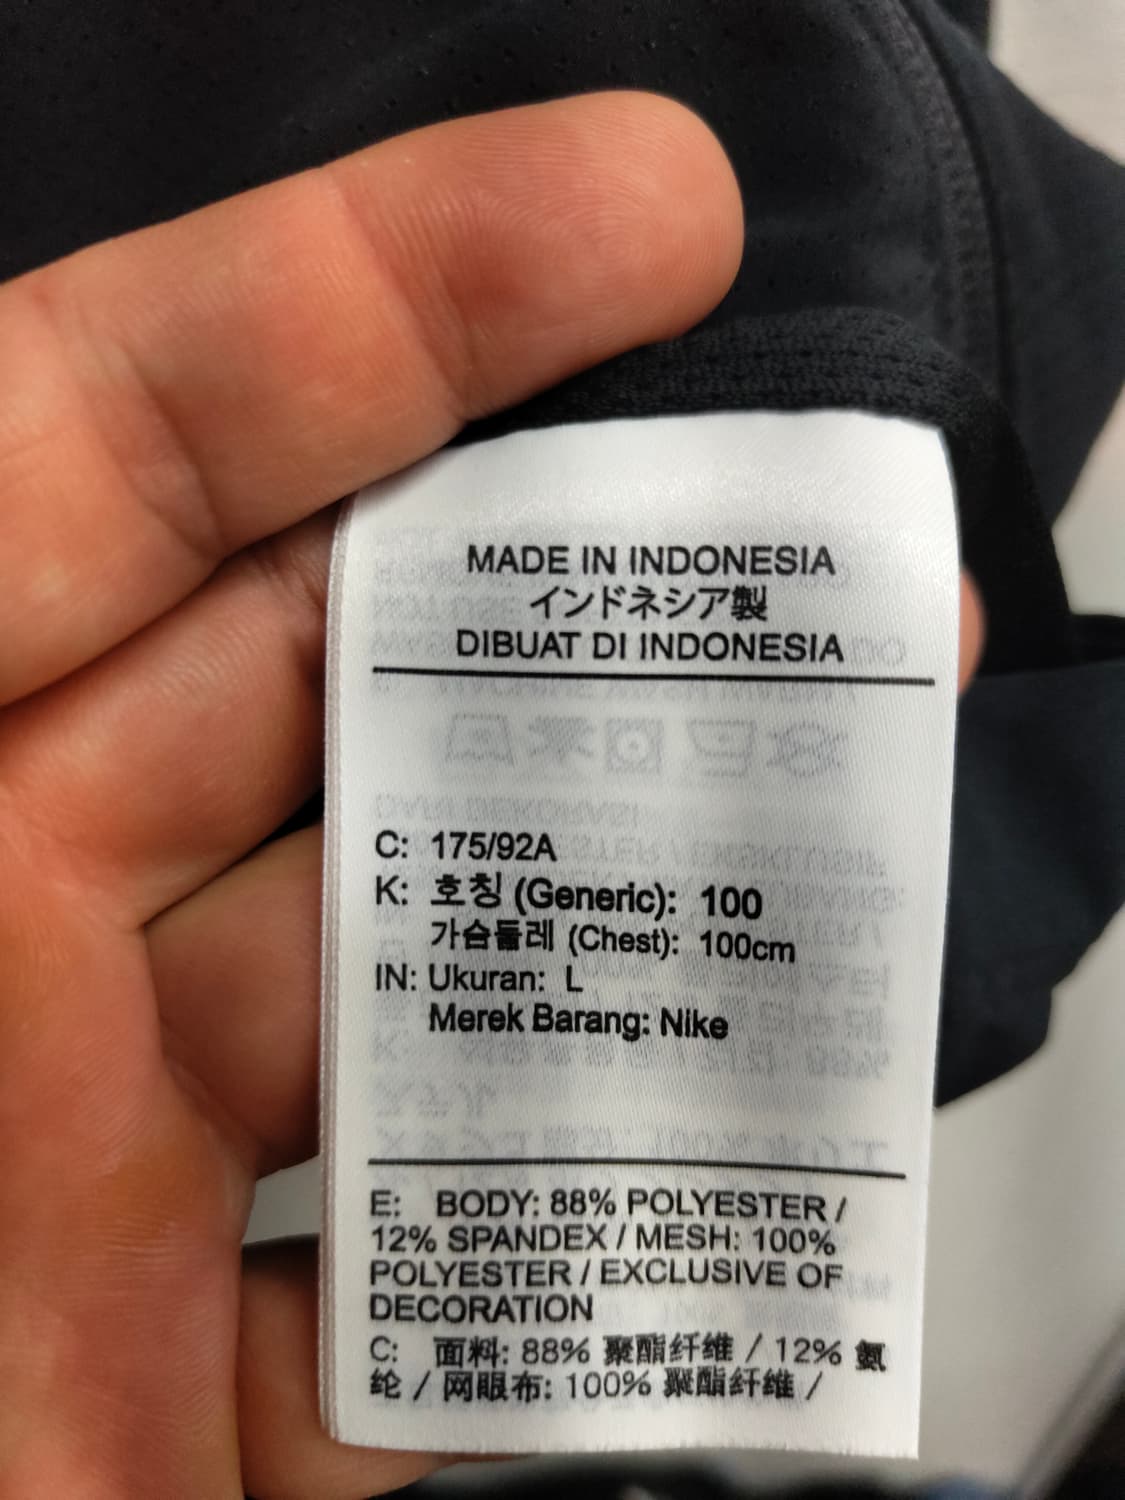 MADE IN INDONESIA
インドネシア製
DIBUAT DI INDONESIA
C: 175/92A
K: 호칭 (Generic): 100
가슴둘레 (Chest): 100cm
IN: Ukuran: L
Merek Barang: Nike
E: BODY: 88% POLYESTER /
12% SPANDEX / MESH: 100%
POLYESTER / EXCLUSIVE OF
DECORATION
C: 面料: 88% 聚酯纤维 / 12% 氨
纶 / 网眼布: 100% 聚酯纤维 /